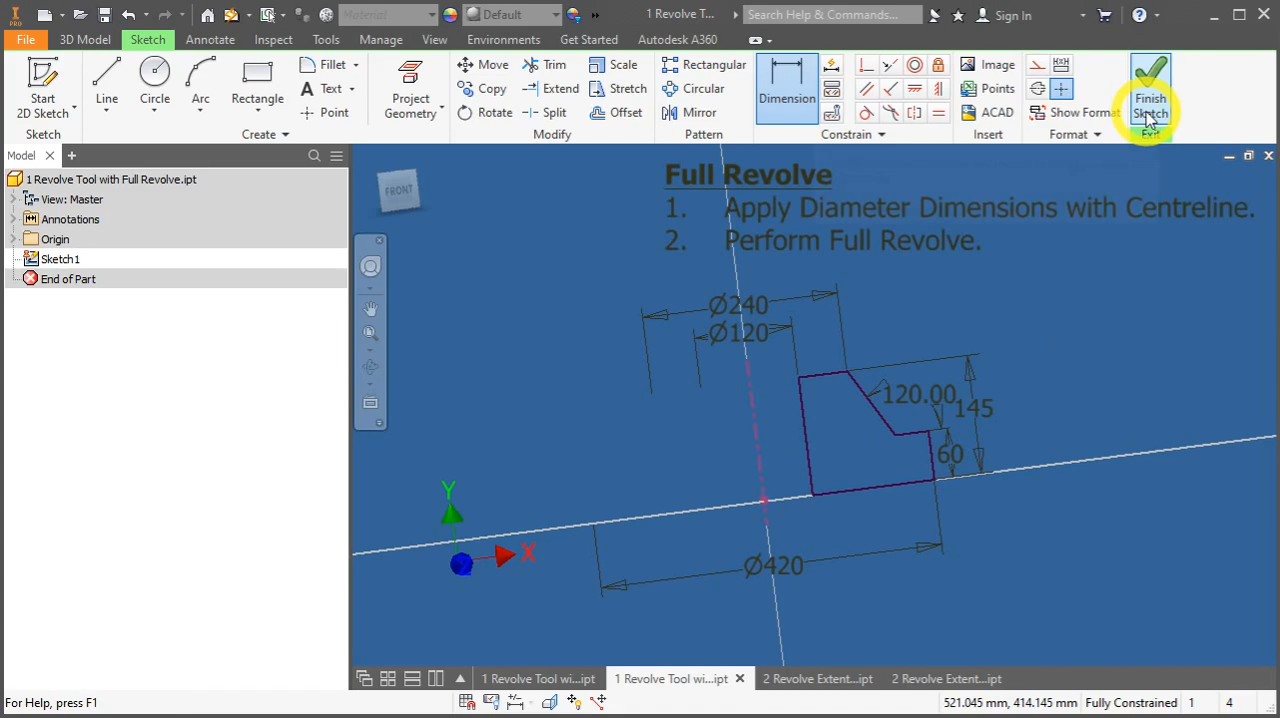 PRO
Material
Default
1 Revolve T...
Search Help & Commands...
Sign In
File
3D Model
Sketch
Annotate
Inspect
Tools
Manage
View
Environments
Get Started
Autodesk A360
Start
2D Sketch
Line
Circle
Arc
Rectangle
Fillet
Text
Point
Project
Geometry
Move
Copy
Rotate
Trim
Extend
Split
Scale
Stretch
Offset
Rectangular
Circular
Mirror
Dimension
Image
Points
ACAD
Show Format
Finish
Sketch
Sketch
Create
Modify
Pattern
Constrain
Insert
Format
Exit
Model
1 Revolve Tool with Full Revolve.ipt
View: Master
Annotations
Origin
Sketch1
End of Part
FRONT
Full Revolve
1. Apply Diameter Dimensions with Centreline.
2. Perform Full Revolve.
Ø240
Ø120
120.00
145
60
Ø420
Y
X
Z
1 Revolve Tool wi...ipt
1 Revolve Tool wi...ipt
2 Revolve Extent...ipt
2 Revolve Extent...ipt
For Help, press F1
521.045 mm, 414.145 mm
Fully Constrained
1
4